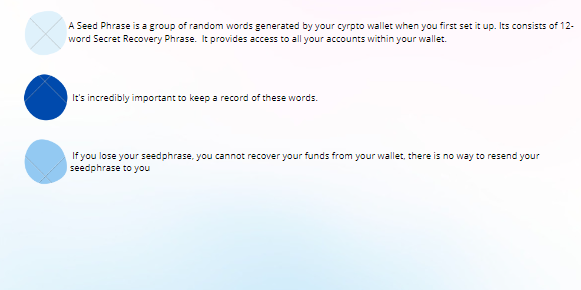 A Seed Phrase is a group of random words generated by your cyrpto wallet when you first set it up. Its consists of 12-
word Secret Recovery Phrase. It provides access to all your accounts within your wallet.
It's incredibly important to keep a record of these words.
If you lose your seedphrase, you cannot recover your funds from your wallet, there is no way to resend your
seedphrase to you